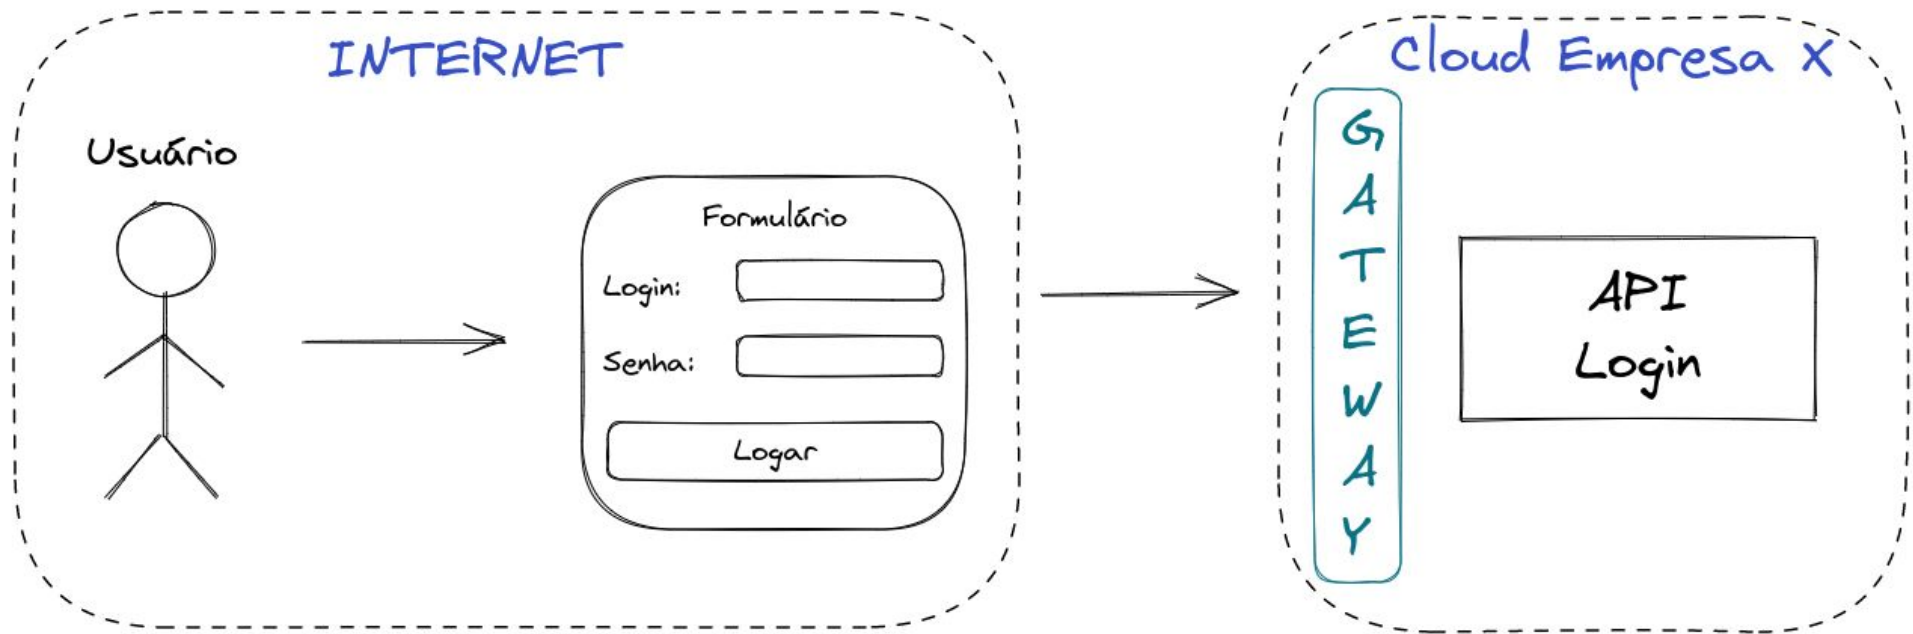 INTERNET
Usuário
Formulário
Login:
Senha:
Logar
Cloud Empresa X
GATEWAY
API
Login